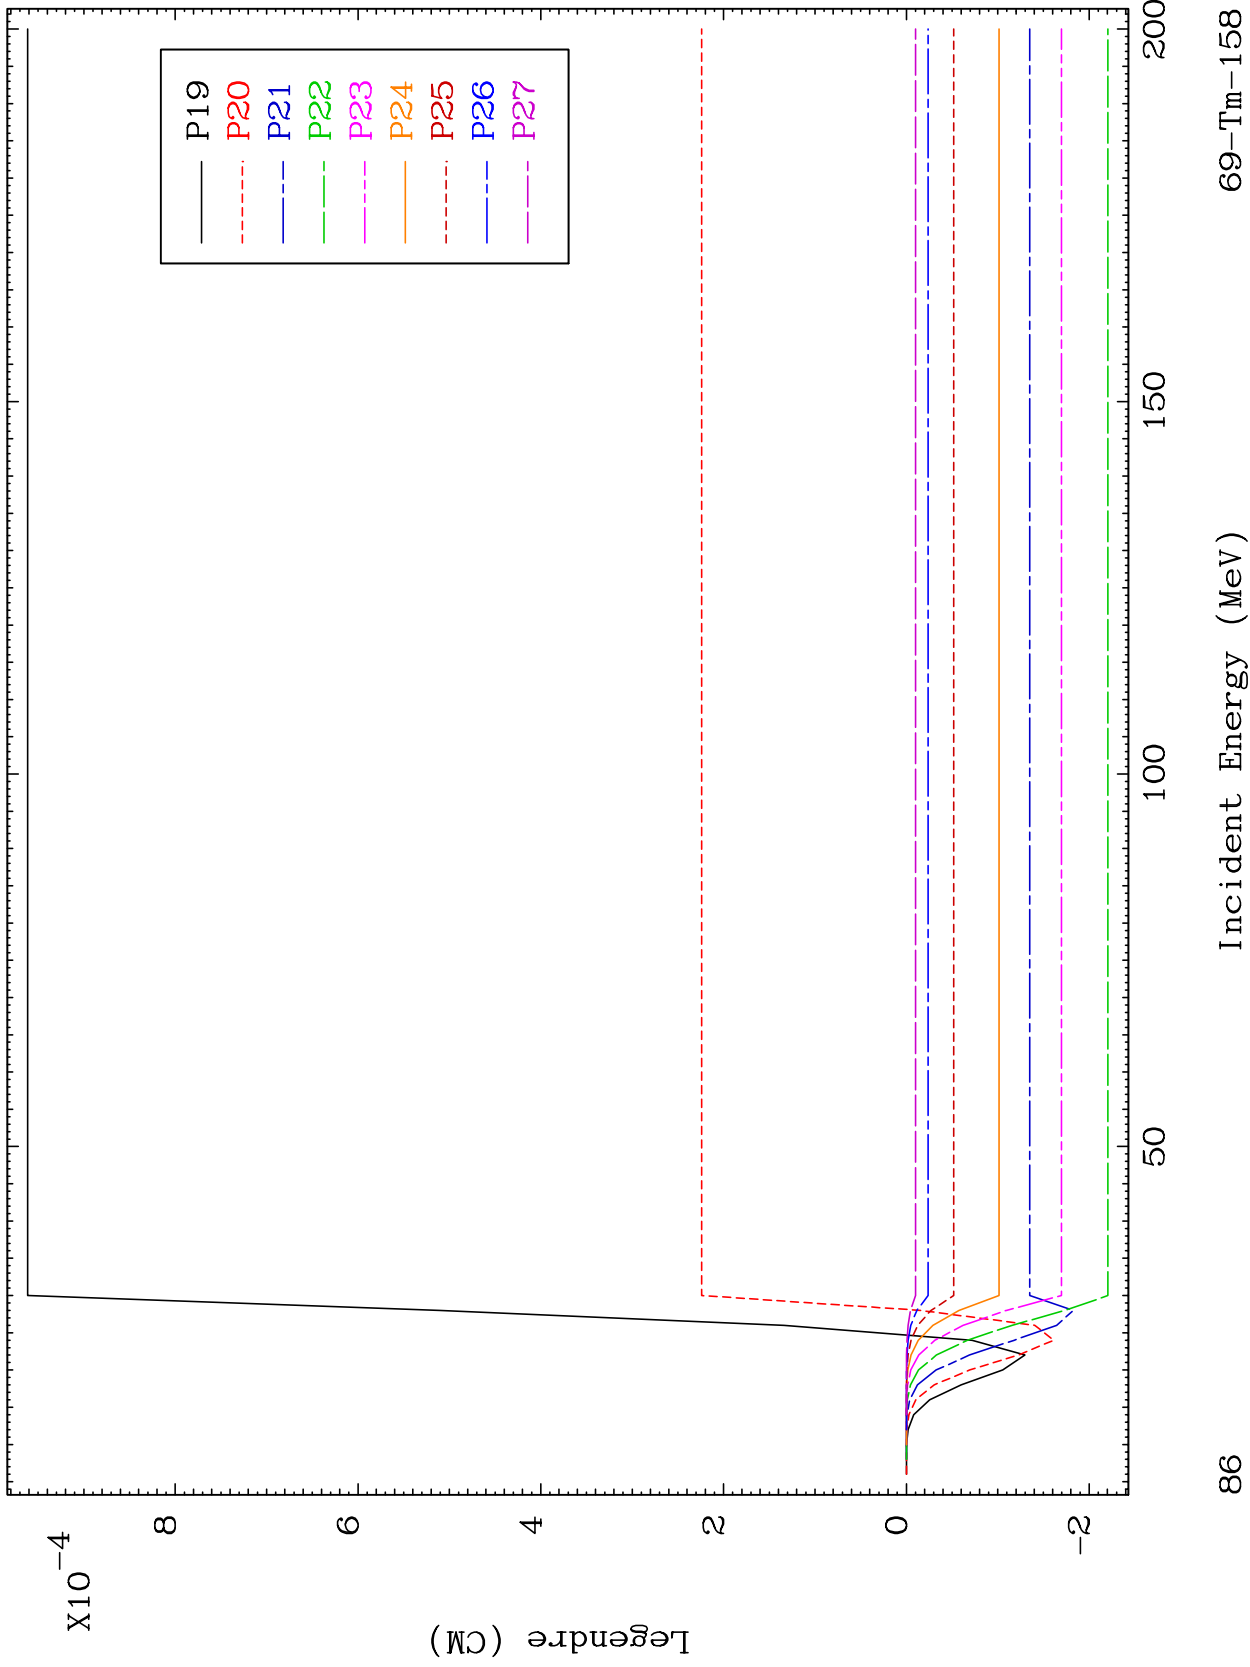 X10-4
8
6
4
2
0
-2
Legendre (CM)
P19
P20
P21
P22
P23
P24
P25
P26
P27
50
100
150
200
Incident Energy (MeV)
86
69-Tm-158